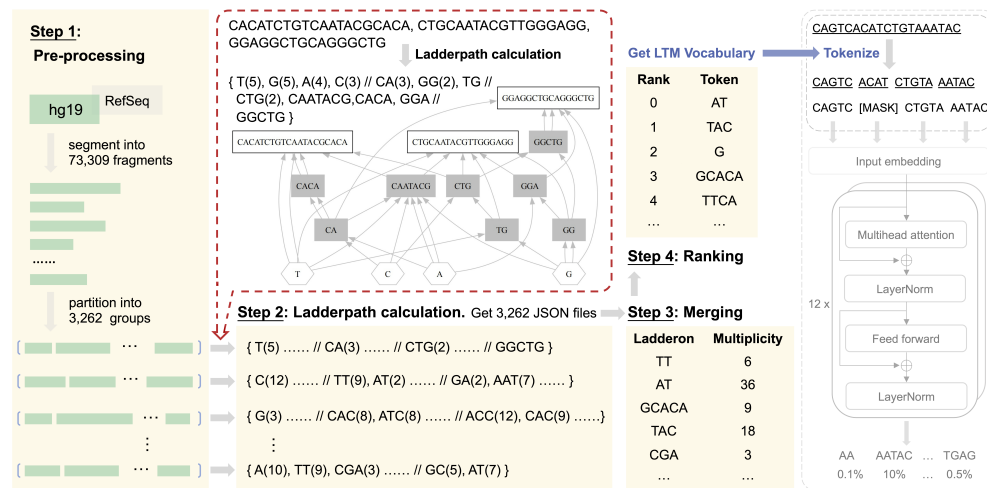 Step 1:
Pre-processing
hg19
RefSeq
segment into
73,309 fragments
......
partition into
3,262 groups
...
...
...
⋮
...
CACATCTGTCAATACGCACA, CTGCAATACGTTGGGAGG,
GGAGGCTGCAGGGCTG
Ladderpath calculation
{ T(5), G(5), A(4), C(3) // CA(3), GG(2), TG //
CTG(2), CAATACG,CACA, GGA //
GGCTG }
GGAGGCTGCAGGGCTG
CACATCTGTCAATACGCACA
CTGCAATACGTTGGGAGG
GGCTG
CACA
CAATACG
CTG
GGA
CA
TG
GG
T
C
A
G
Step 2: Ladderpath calculation. Get 3,262 JSON files
{ T(5) ...... // CA(3) ...... // CTG(2) ...... // GGCTG }
{ C(12) ...... // TT(9), AT(2) ...... // GA(2), AAT(7) ...... }
{ G(3) ...... // CAC(8), ATC(8) ...... // ACC(12), CAC(9) ......}
⋮
{ A(10), TT(9), CGA(3) ...... // GC(5), AT(7) }
Get LTM Vocabulary
Rank Token
0 AT
1 TAC
2 G
3 GCACA
4 TTCA
... ...
Step 4: Ranking
Step 3: Merging
Ladderon Multiplicity
TT 6
AT 36
GCACA 9
TAC 18
CGA 3
... ...
CAGTCACATCTGTAAATAC
Tokenize
CAGTC ACAT CTGTA AATAC
CAGTC [MASK] CTGTA AATAC
Input embedding
Multihead attention
LayerNorm
12 x
Feed forward
LayerNorm
AA AATAC ... TGAG
0.1% 10% ... 0.5%